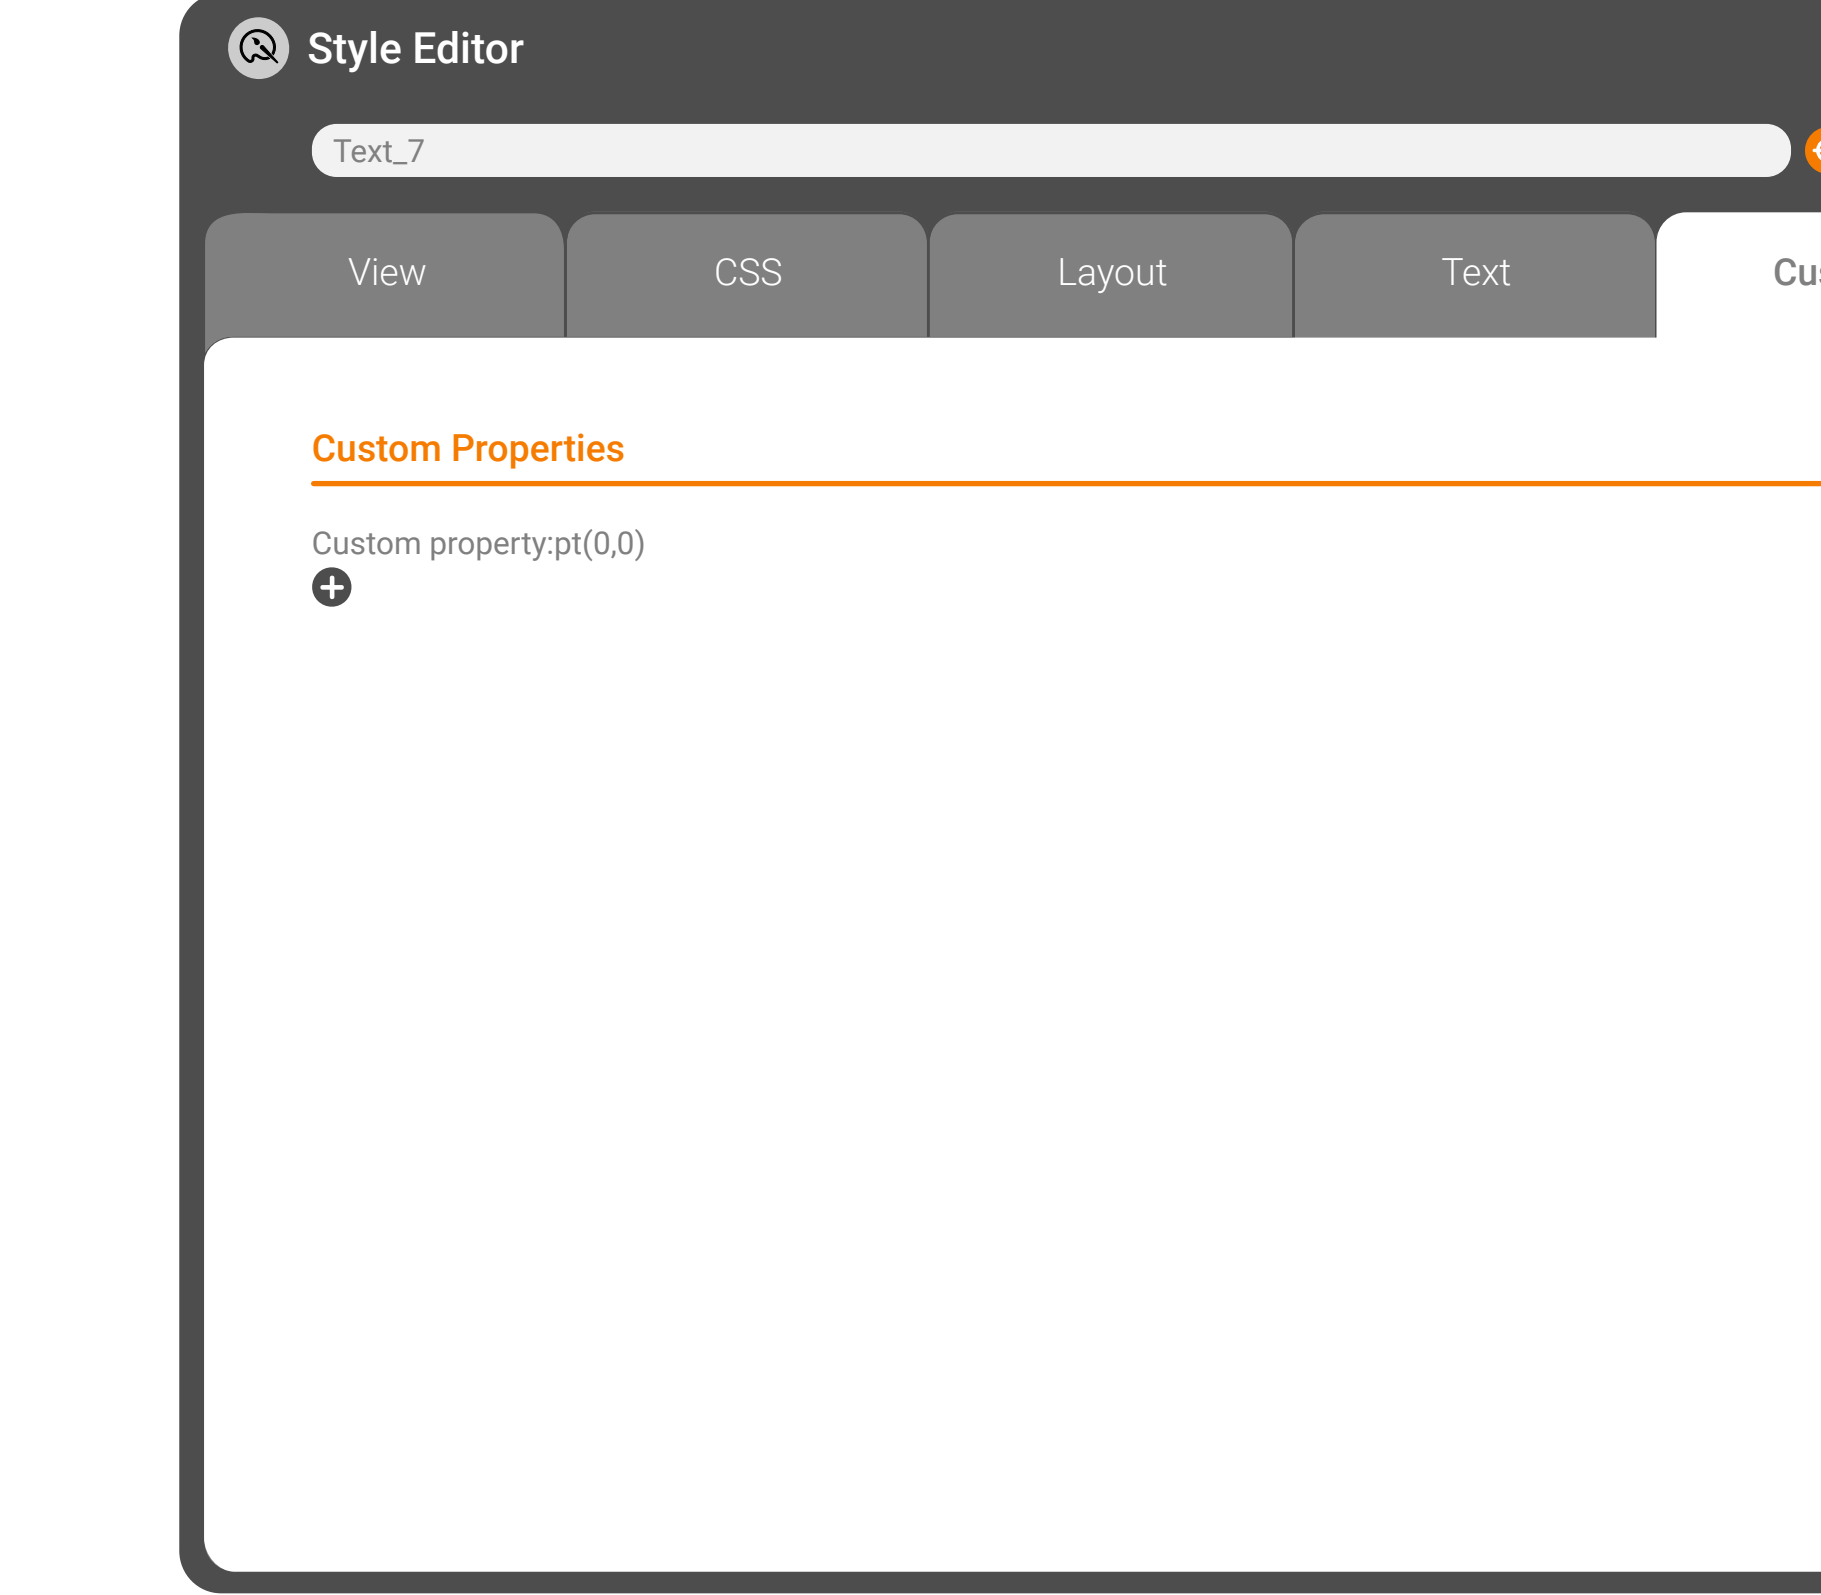 Style Editor
Text_7
View CSS Layout Text
Custom Properties
Custom property:pt(0,0)